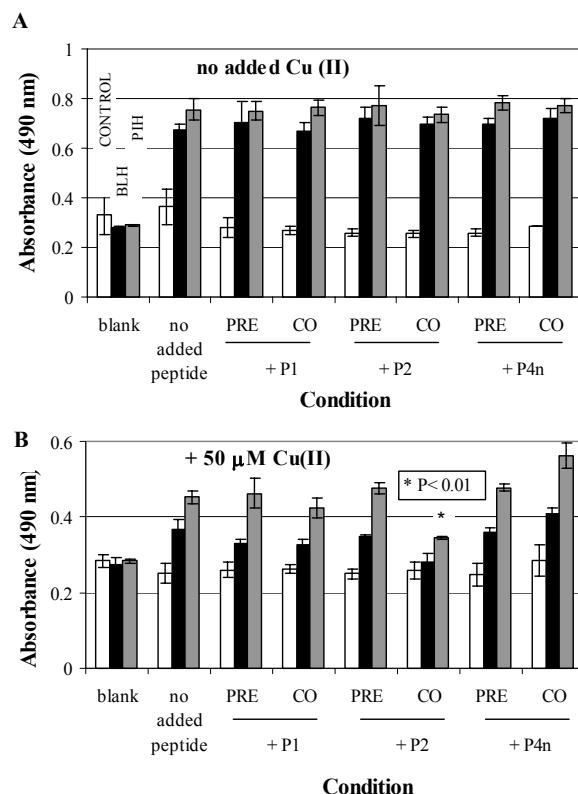 A
no added Cu (II)
1
0.8
0.6
0.4
0.2
0
Absorbance (490 nm)
CONTROL
BLH
PIH
blank
no added peptide
PRE CO PRE CO PRE CO
+ P1 + P2 + P4n
Condition
B
+ 50 μM Cu(II)
* P< 0.01
*
0.6
0.4
0.2
0
Absorbance (490 nm)
blank
no added peptide
PRE CO PRE CO PRE CO
+ P1 + P2 + P4n
Condition